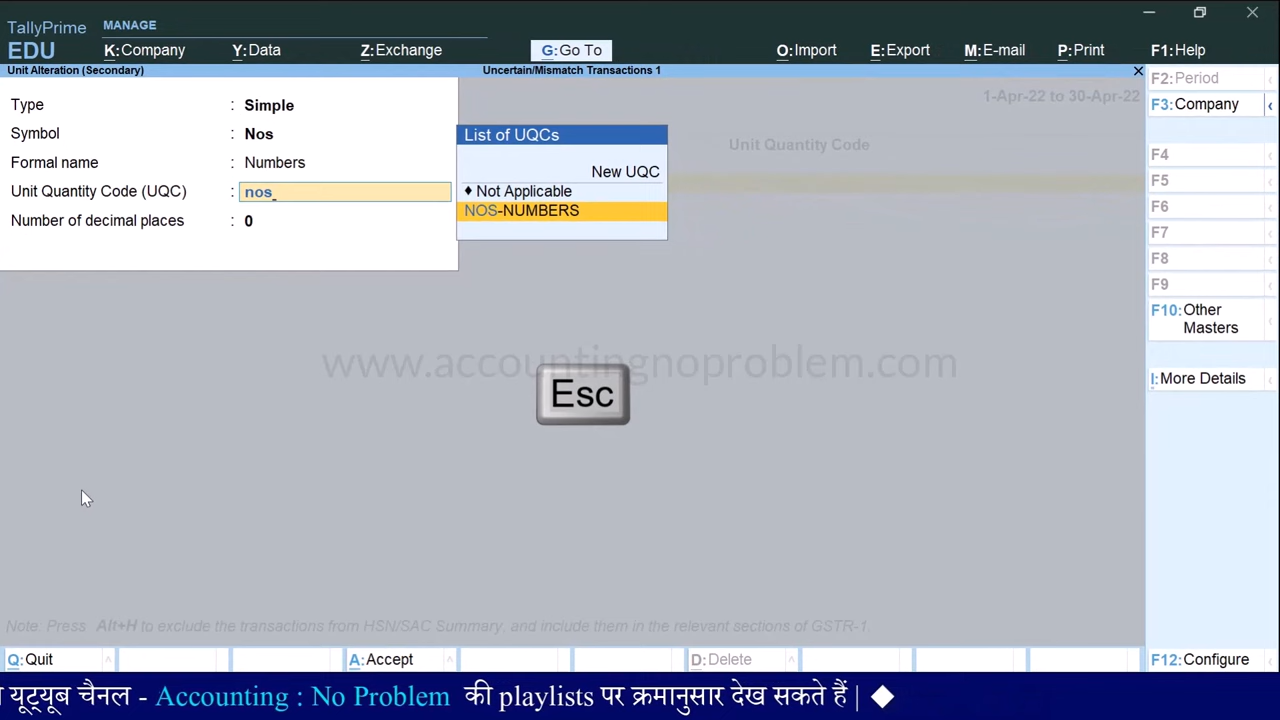 TallyPrime MANAGE
EDU K:Company Y:Data Z:Exchange G:Go To O:Import E:Export M:E-mail P:Print F1:Help
Unit Alteration (Secondary) Uncertain/Mismatch Transactions 1
F2:Period
Type : Simple 1-Apr-22 to 30-Apr-22 F3:Company
Symbol : Nos List of UQCs Unit Quantity Code
Formal name : Numbers F4
New UQC
Unit Quantity Code (UQC) : nos ♦ Not Applicable F5
Number of decimal places : 0 NOS-NUMBERS F6
F7
F8
F9
F10:Other
Masters
www.accountingnoproblem.com
I:More Details
Esc
Note. Press Alt+H to exclude the transactions from HSN/SAC Summary, and include them in the relevant sections of GSTR-1.
Q:Quit A:Accept D:Delete F12:Configure
यूट्यूब चैनल - Accounting : No Problem की playlists पर क्रमानुसार देख सकते हैं | ◆